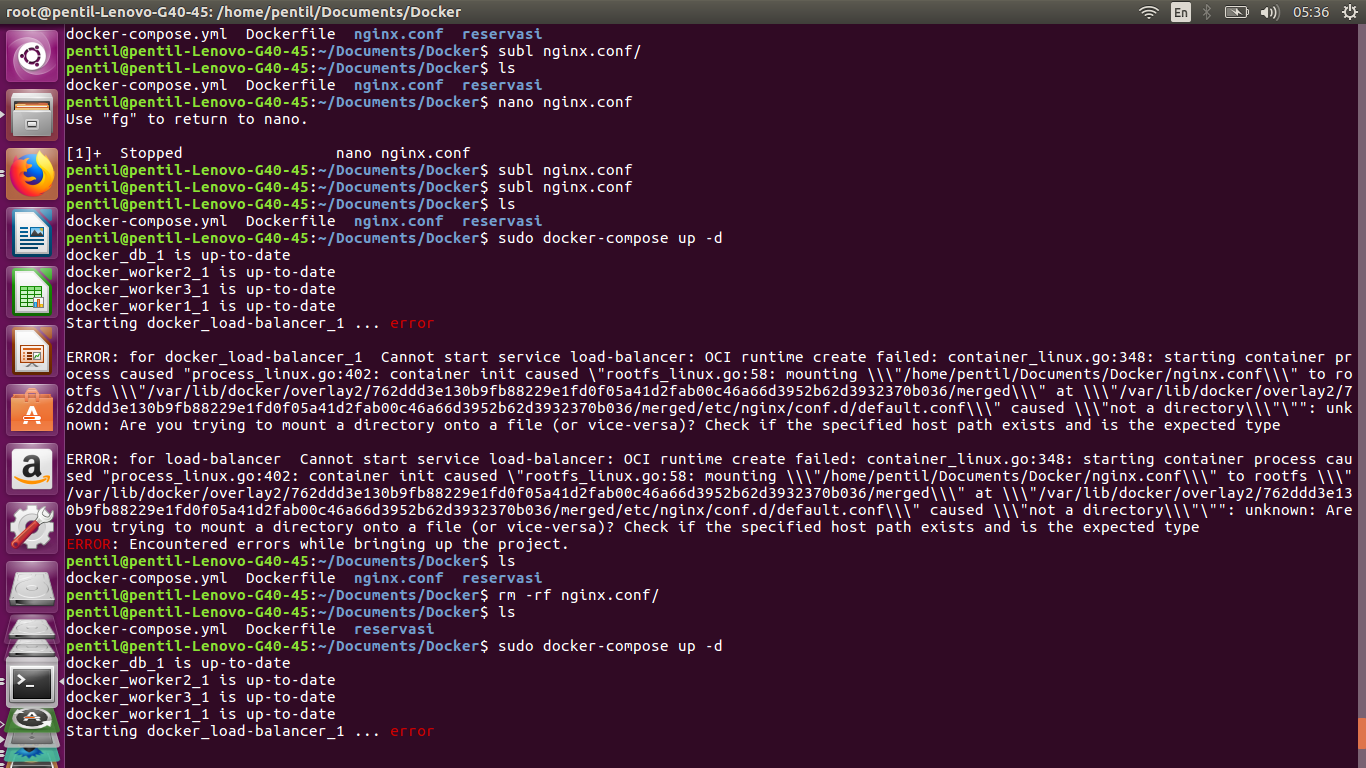 root@pentil-Lenovo-G40-45: /home/pentil/Documents/Docker
En
05:36
docker-compose.yml  Dockerfile  nginx.conf  reservasi
pentil@pentil-Lenovo-G40-45:~/Documents/Docker$ subl nginx.conf/
pentil@pentil-Lenovo-G40-45:~/Documents/Docker$ ls
docker-compose.yml  Dockerfile  nginx.conf  reservasi
pentil@pentil-Lenovo-G40-45:~/Documents/Docker$ nano nginx.conf
Use "fg" to return to nano.
[1]+  Stopped                 nano nginx.conf
pentil@pentil-Lenovo-G40-45:~/Documents/Docker$ subl nginx.conf
pentil@pentil-Lenovo-G40-45:~/Documents/Docker$ subl nginx.conf
pentil@pentil-Lenovo-G40-45:~/Documents/Docker$ ls
docker-compose.yml  Dockerfile  nginx.conf  reservasi
pentil@pentil-Lenovo-G40-45:~/Documents/Docker$ sudo docker-compose up -d
docker_db_1 is up-to-date
docker_worker2_1 is up-to-date
docker_worker3_1 is up-to-date
docker_worker1_1 is up-to-date
Starting docker_load-balancer_1 ... error
ERROR: for docker_load-balancer_1  Cannot start service load-balancer: OCI runtime create failed: container_linux.go:348: starting container pr
ocess caused "process_linux.go:402: container init caused \"rootfs_linux.go:58: mounting \\\"/home/pentil/Documents/Docker/nginx.conf\\\" to ro
otfs \\\"/var/lib/docker/overlay2/762ddd3e130b9fb88229e1fd0f05a41d2fab00c46a66d3952b62d3932370b036/merged\\\" at \\\"/var/lib/docker/overlay2/7
62ddd3e130b9fb88229e1fd0f05a41d2fab00c46a66d3952b62d3932370b036/merged/etc/nginx/conf.d/default.conf\\\" caused \\\"not a directory\\\"\"": unk
nown: Are you trying to mount a directory onto a file (or vice-versa)? Check if the specified host path exists and is the expected type
ERROR: for load-balancer  Cannot start service load-balancer: OCI runtime create failed: container_linux.go:348: starting container process cau
sed "process_linux.go:402: container init caused \"rootfs_linux.go:58: mounting \\\"/home/pentil/Documents/Docker/nginx.conf\\\" to rootfs \\\"
/var/lib/docker/overlay2/762ddd3e130b9fb88229e1fd0f05a41d2fab00c46a66d3952b62d3932370b036/merged\\\" at \\\"/var/lib/docker/overlay2/762ddd3e13
0b9fb88229e1fd0f05a41d2fab00c46a66d3952b62d3932370b036/merged/etc/nginx/conf.d/default.conf\\\" caused \\\"not a directory\\\"\"": unknown: Are
 you trying to mount a directory onto a file (or vice-versa)? Check if the specified host path exists and is the expected type
ERROR: Encountered errors while bringing up the project.
pentil@pentil-Lenovo-G40-45:~/Documents/Docker$ ls
docker-compose.yml  Dockerfile  nginx.conf  reservasi
pentil@pentil-Lenovo-G40-45:~/Documents/Docker$ rm -rf nginx.conf/
pentil@pentil-Lenovo-G40-45:~/Documents/Docker$ ls
docker-compose.yml  Dockerfile  reservasi
pentil@pentil-Lenovo-G40-45:~/Documents/Docker$ sudo docker-compose up -d
docker_db_1 is up-to-date
docker_worker2_1 is up-to-date
docker_worker3_1 is up-to-date
docker_worker1_1 is up-to-date
Starting docker_load-balancer_1 ... error